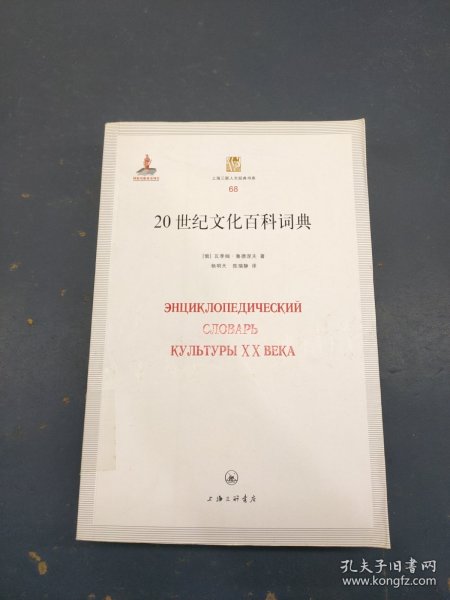 上海三联人文经典书库
68
20世纪文化百科词典
[俄] 瓦季姆·鲁德涅夫 著
杨明天 陈瑞静 译
ЭНЦИКЛОПЕДИЧЕСКИЙ
СЛОВАРЬ
КУЛЬТУРЫ XX ВЕКА
上海三联书店
孔夫子旧书网
www.kongfz.com